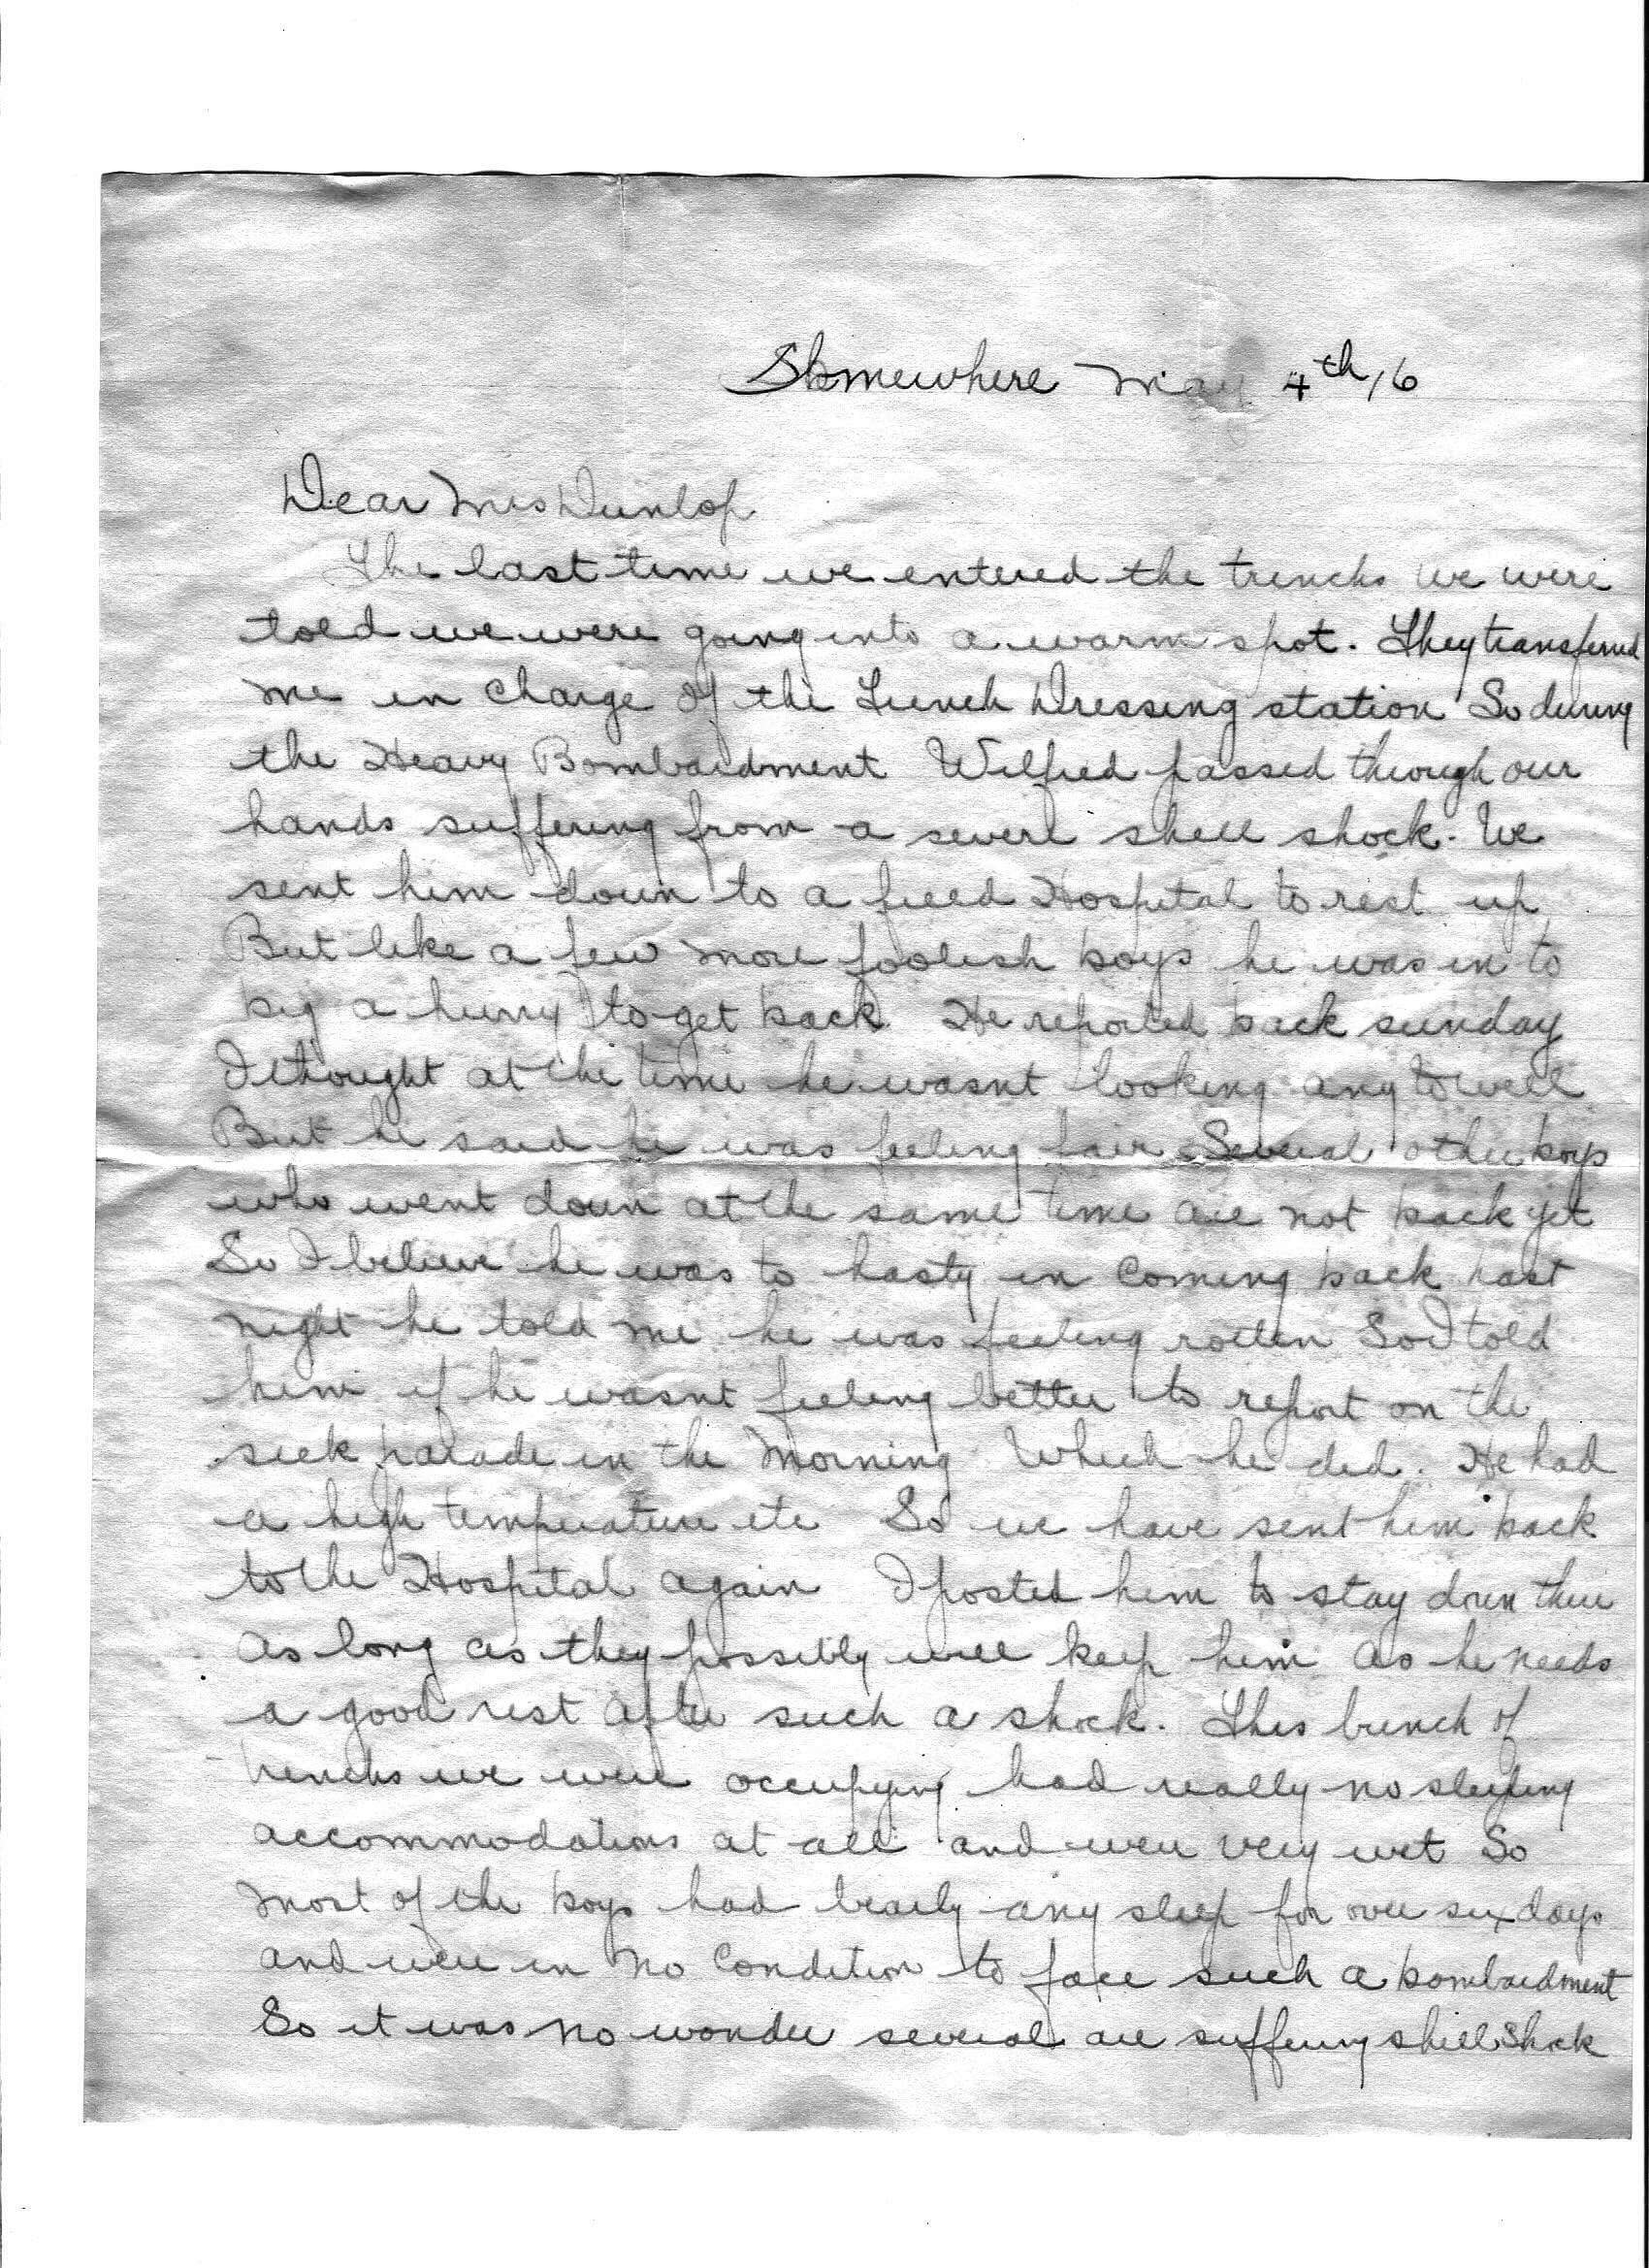 Somewhere May 4th/16
Dear Mrs Dunlop
The last time we entered the trenchs we were
told we were going into a warm spot. They transferred
me in charge of the Trench Dressing station So during
the Heavy Bombardment Wilfred passed through our
hands suffering from a severe shell shock. We
sent him down to a field Hospital to rest up
But like a few more foolish boys he was in to
big a hurry to get back He reported back sunday
I thought at the time he wasnt looking any to well
But he said he was feeling fair Several other boys
who went down at the same time are not back yet
So I believe he was to hasty in coming back last
night he told me he was feeling rotten So I told
him if he wasnt feeling better to report on the
sick parade in the Morning Which he did. He had
a high temperature etc So we have sent him back
to the Hospital again I posted him to stay down there
as long as they possibly will keep him as he needs
a good rest after such a shock. This bunch of
trenchs we were occupying had really no sleeping
accommodations at all and were very wet So
most of the boys had bearly any sleep for over six days
and were in no condition to face such a bombardment
So it was no wonder several are suffering shell shock